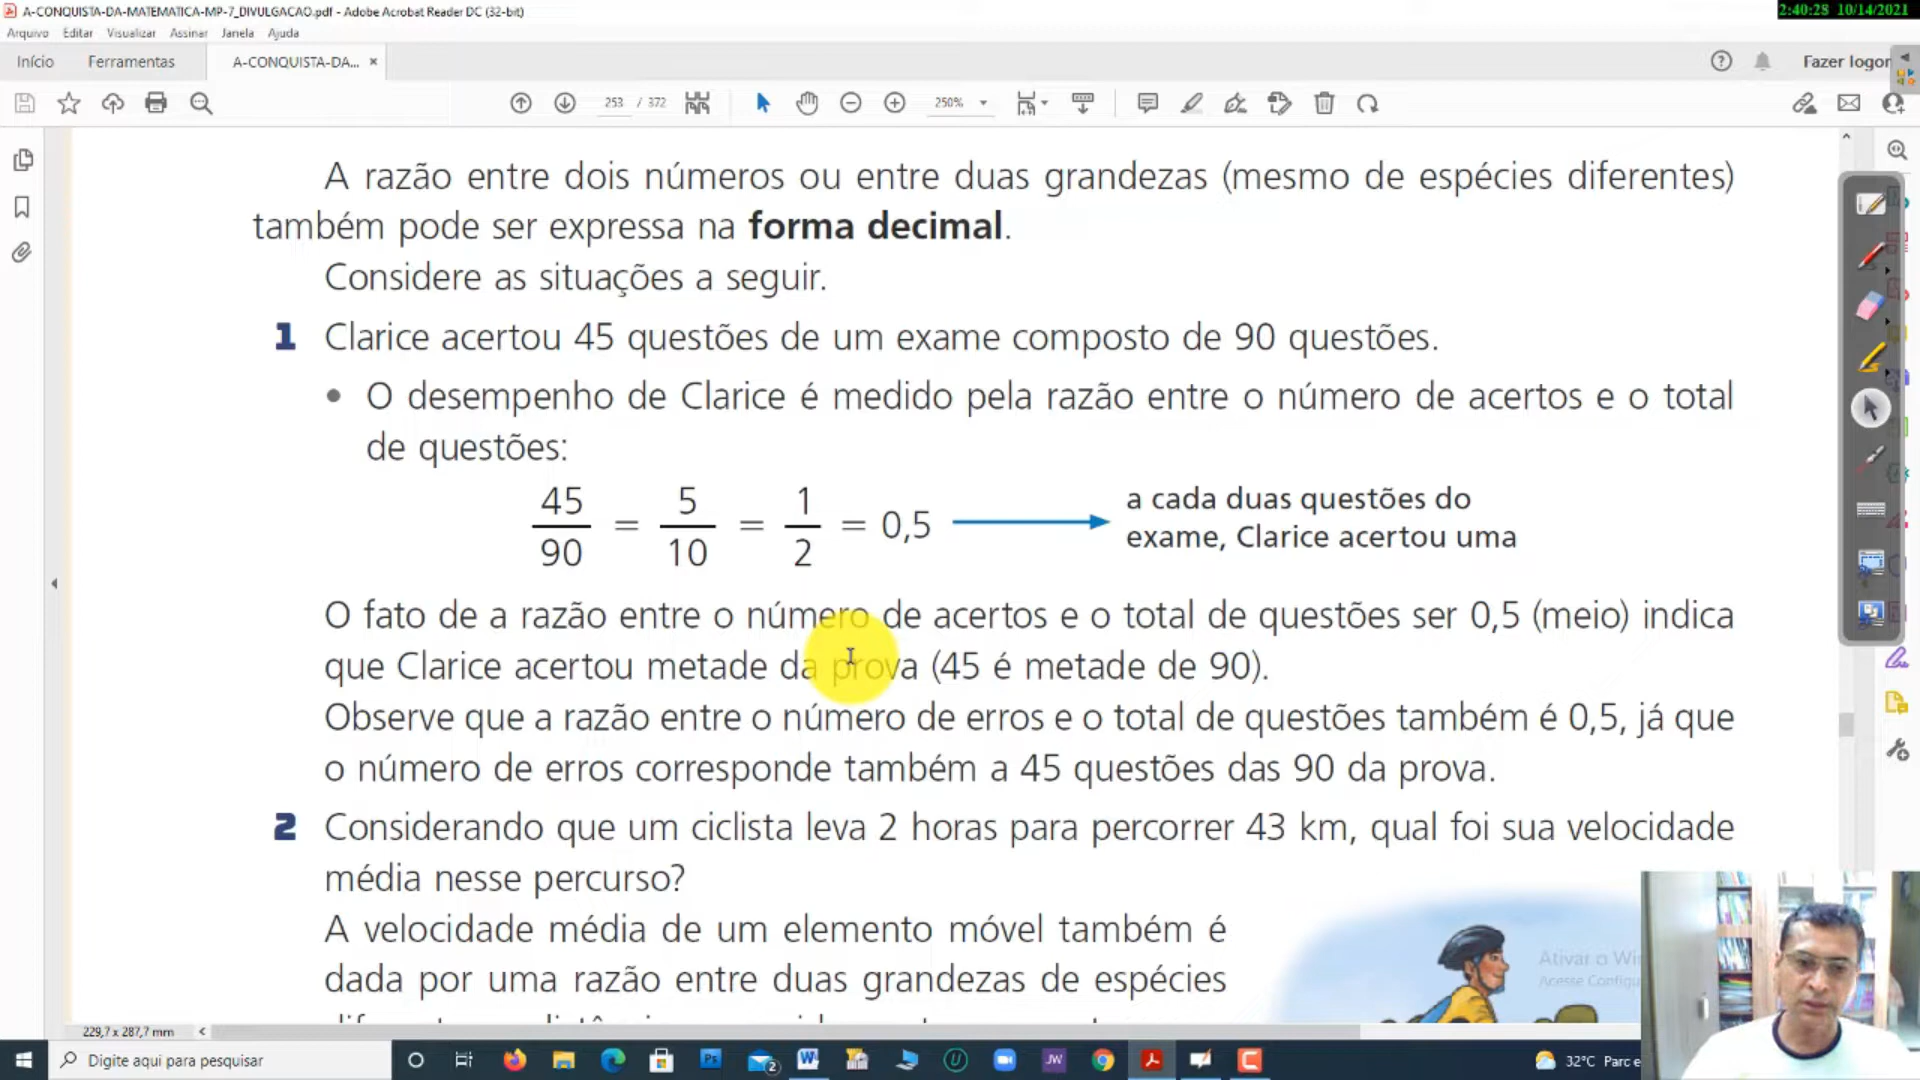 A-CONQUISTA-DA-MATEMATICA-MP-7_DIVULGACAO.pdf - Adobe Acrobat Reader DC (32-bit)
2:40:28 10/14/2021
Arquivo Editar Visualizar Assinar Janela Ajuda
Início Ferramentas A-CONQUISTA-DA... × Fazer logor
253 / 372 250%
A razão entre dois números ou entre duas grandezas (mesmo de espécies diferentes)
também pode ser expressa na forma decimal.
Considere as situações a seguir.
1 Clarice acertou 45 questões de um exame composto de 90 questões.
• O desempenho de Clarice é medido pela razão entre o número de acertos e o total
de questões:
45/90 = 5/10 = 1/2 = 0,5
a cada duas questões do
exame, Clarice acertou uma
O fato de a razão entre o número de acertos e o total de questões ser 0,5 (meio) indica
que Clarice acertou metade da prova (45 é metade de 90).
Observe que a razão entre o número de erros e o total de questões também é 0,5, já que
o número de erros corresponde também a 45 questões das 90 da prova.
2 Considerando que um ciclista leva 2 horas para percorrer 43 km, qual foi sua velocidade
média nesse percurso?
A velocidade média de um elemento móvel também é
dada por uma razão entre duas grandezas de espécies
Ativar o Wi
Acesse Configu
229,7 x 287,7 mm
Digite aqui para pesquisar
Ps 2 W JW 32°C Parc e